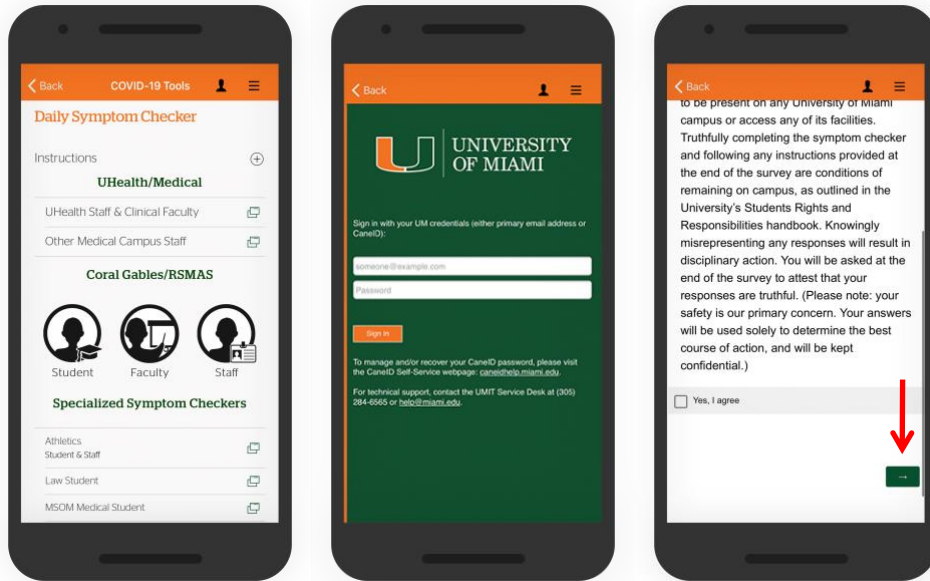 Back COVID-19 Tools
Daily Symptom Checker
Instructions
UHealth/Medical
UHealth Staff & Clinical Faculty
Other Medical Campus Staff
Coral Gables/RSMAS
Student Faculty Staff
Specialized Symptom Checkers
Athletics
Student & Staff
Law Student
MSOM Medical Student
Back
UNIVERSITY
OF MIAMI
Sign in with your UM credentials (either primary email address or
CaneID):
someone@example.com
Password
Sign in
To manage and/or recover your CaneID password, please visit
the CaneID Self-Service webpage: caneidhelp.miami.edu.
For technical support, contact the UMIT Service Desk at (305)
284-6565 or help@miami.edu.
Back
to be present on any University of Miami
campus or access any of its facilities.
Truthfully completing the symptom checker
and following any instructions provided at
the end of the survey are conditions of
remaining on campus, as outlined in the
University's Students Rights and
Responsibilities handbook. Knowingly
misrepresenting any responses will result in
disciplinary action. You will be asked at the
end of the survey to attest that your
responses are truthful. (Please note: your
safety is our primary concern. Your answers
will be used solely to determine the best
course of action, and will be kept
confidential.)
Yes, I agree
→